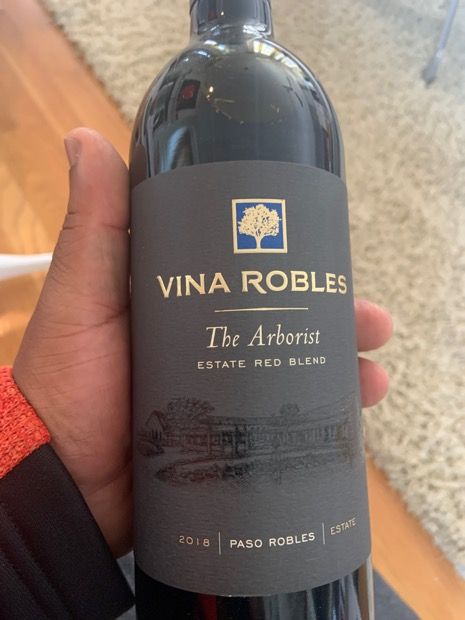 VINA ROBLES
The Arborist
ESTATE RED BLEND
2018 | PASO ROBLES | ESTATE